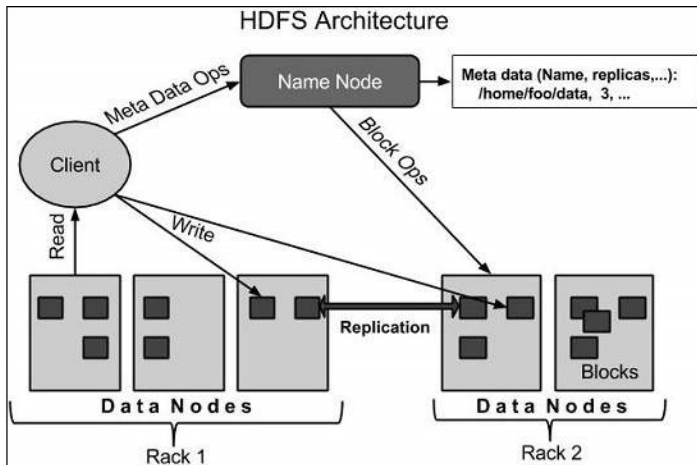 HDFS Architecture
Meta Data Ops
Name Node
Meta data (Name, replicas,...):
/home/foo/data, 3, ...
Client
Block Ops
Read
Write
Replication
Blocks
Data Nodes
Data Nodes
Rack 1
Rack 2